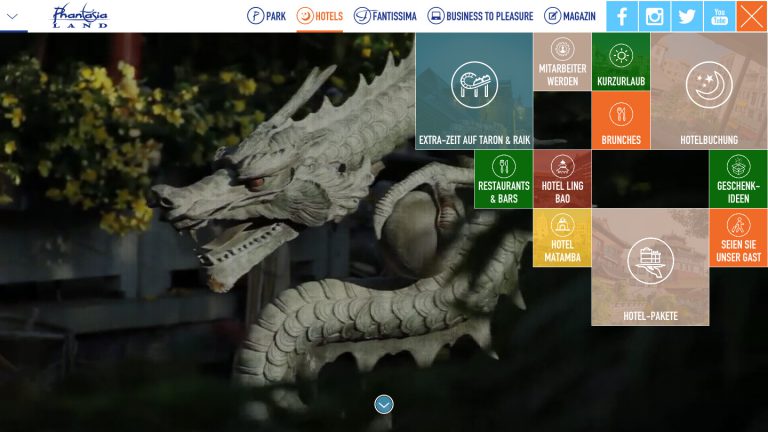 Phantasia
LAND
PARK
HOTELS
FANTISSIMA
BUSINESS TO PLEASURE
MAGAZIN
You
Tube
EXTRA-ZEIT AUF TARON & RAIK
MITARBEITER
WERDEN
KURZURLAUB
BRUNCHES
HOTELBUCHUNG
RESTAURANTS
& BARS
HOTEL LING
BAO
GESCHENK-
IDEEN
HOTEL
MATAMBA
HOTEL-PAKETE
SEIEN SIE
UNSER GAST